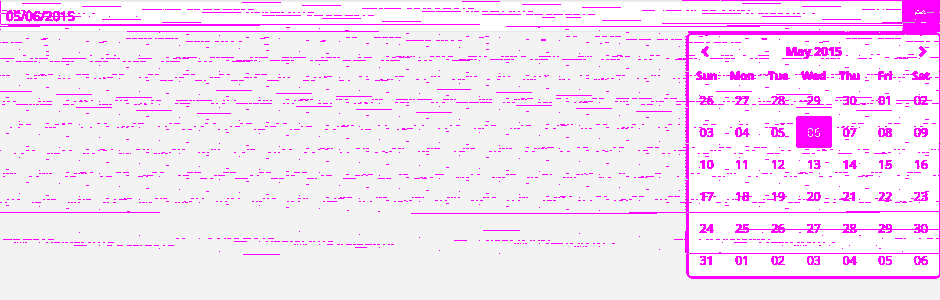 05/06/2015
May 2015
Sun Mon Tue Wed Thu Fri Sat
26 27 28 29 30 01 02
03 04 05 06 07 08 09
10 11 12 13 14 15 16
17 18 19 20 21 22 23
24 25 26 27 28 29 30
31 01 02 03 04 05 06